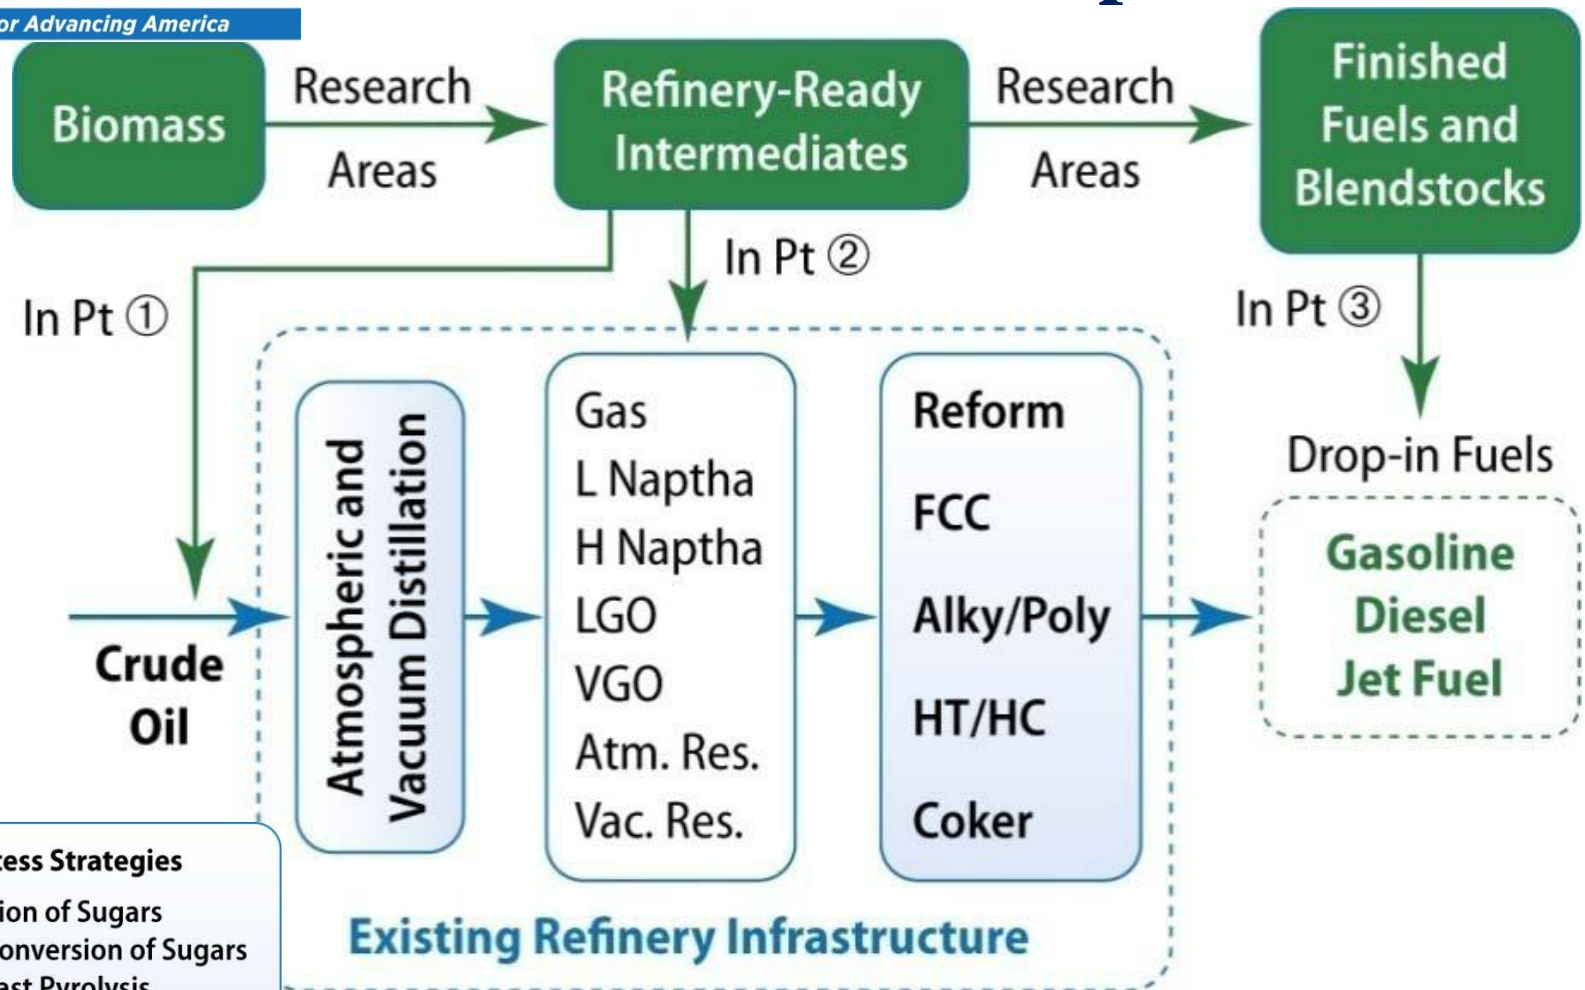 or Advancing America
Biomass
Research
Areas
Refinery-Ready
Intermediates
Research
Areas
Finished
Fuels and
Blendstocks
In Pt ①
In Pt ②
In Pt ③
Crude
Oil
Atmospheric and
Vacuum Distillation
Gas
L Naptha
H Naptha
LGO
VGO
Atm. Res.
Vac. Res.
Reform
FCC
Alky/Poly
HT/HC
Coker
Drop-in Fuels
Gasoline
Diesel
Jet Fuel
Existing Refinery Infrastructure
Strategies
of Sugars
of Sugars
Pyrolysis